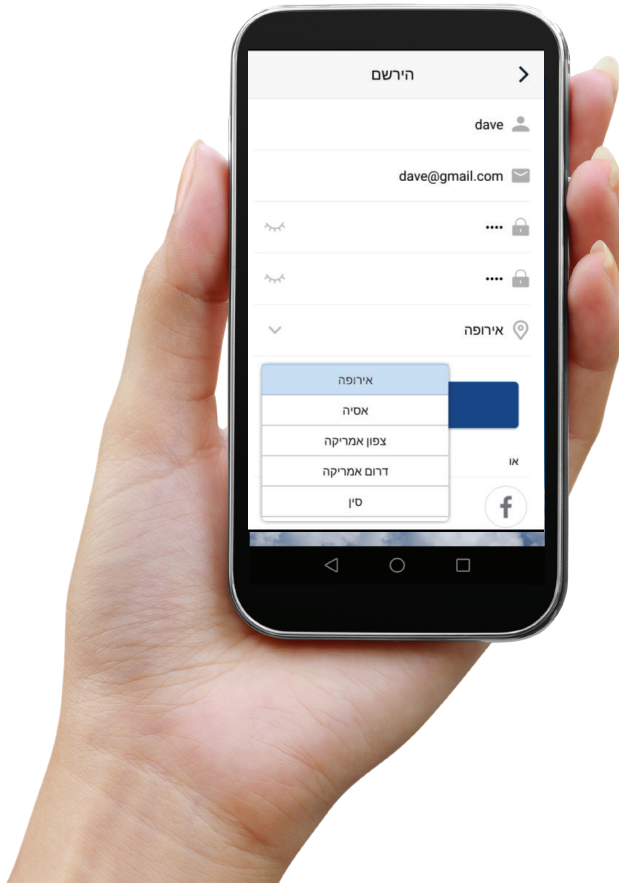 הירשם
dave
dave@gmail.com
••••
••••
אירופה
אירופה
אסיה
צפון אמריקה
דרום אמריקה
סין
או
f